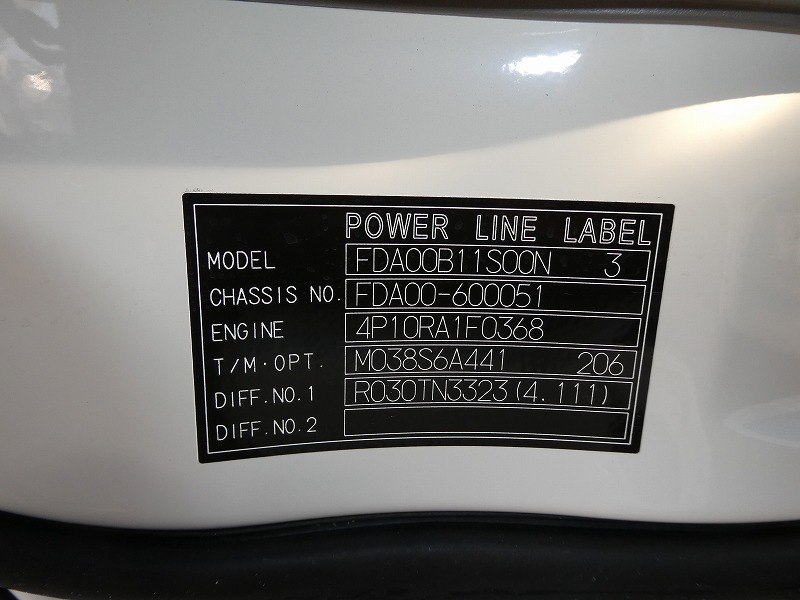 POWER LINE LABEL
MODEL FDA00B11S00N 3
CHASSIS NO. FDA00-600051
ENGINE 4P10RA1F0368
T/M·OPT. M038S6A441 206
DIFF.NO.1 R030TN3323(4.111)
DIFF.NO.2